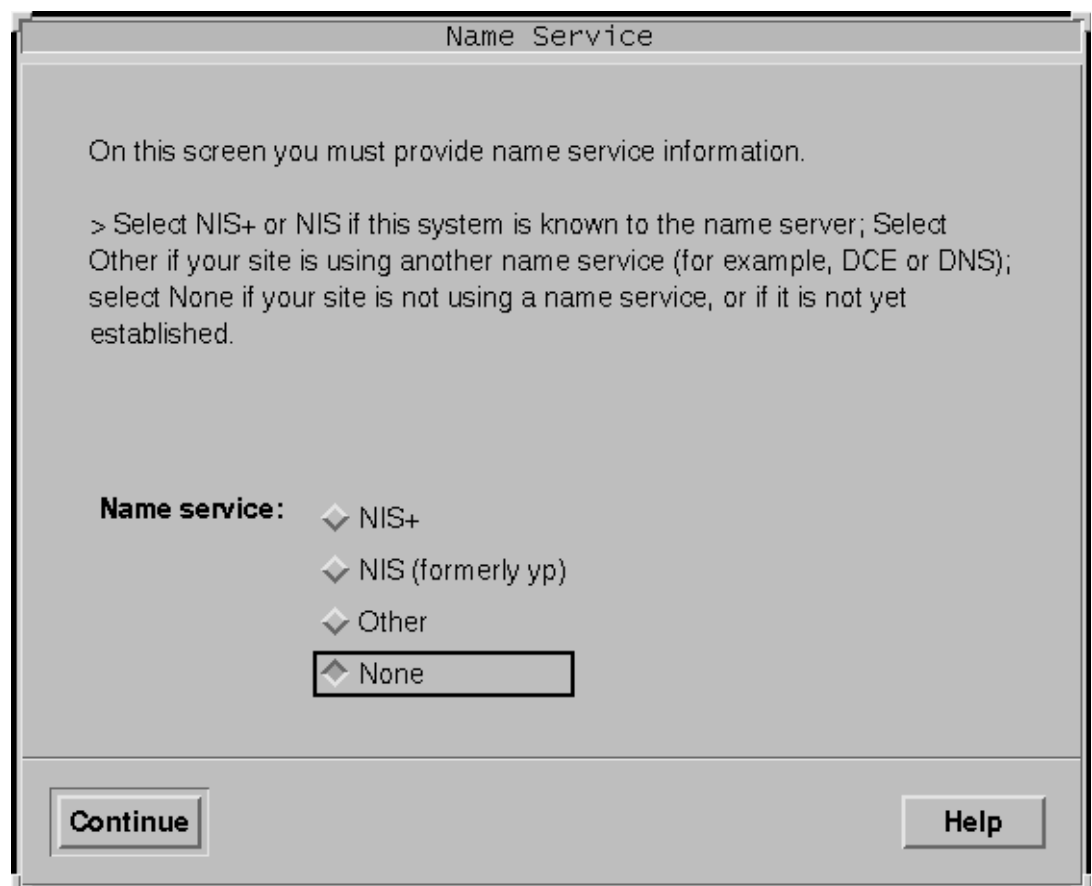 Name Service
On this screen you must provide name service information.
> Select NIS+ or NIS if this system is known to the name server; Select
Other if your site is using another name service (for example, DCE or DNS);
select None if your site is not using a name service, or if it is not yet
established.
Name service:
NIS+
NIS (formerly yp)
Other
None
Continue
Help